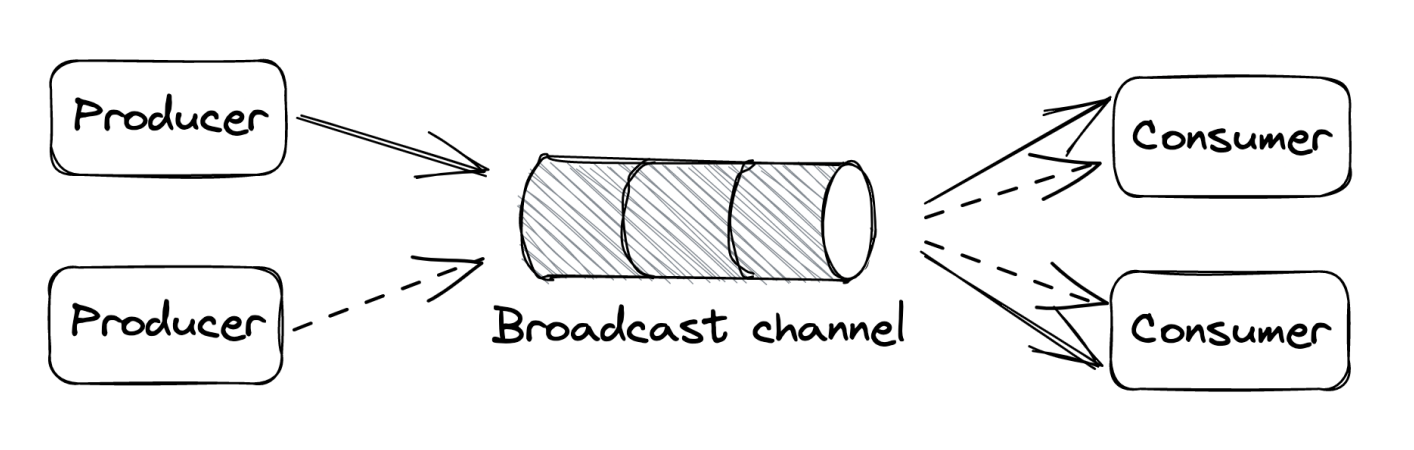 Producer
Producer
Broadcast channel
Consumer
Consumer